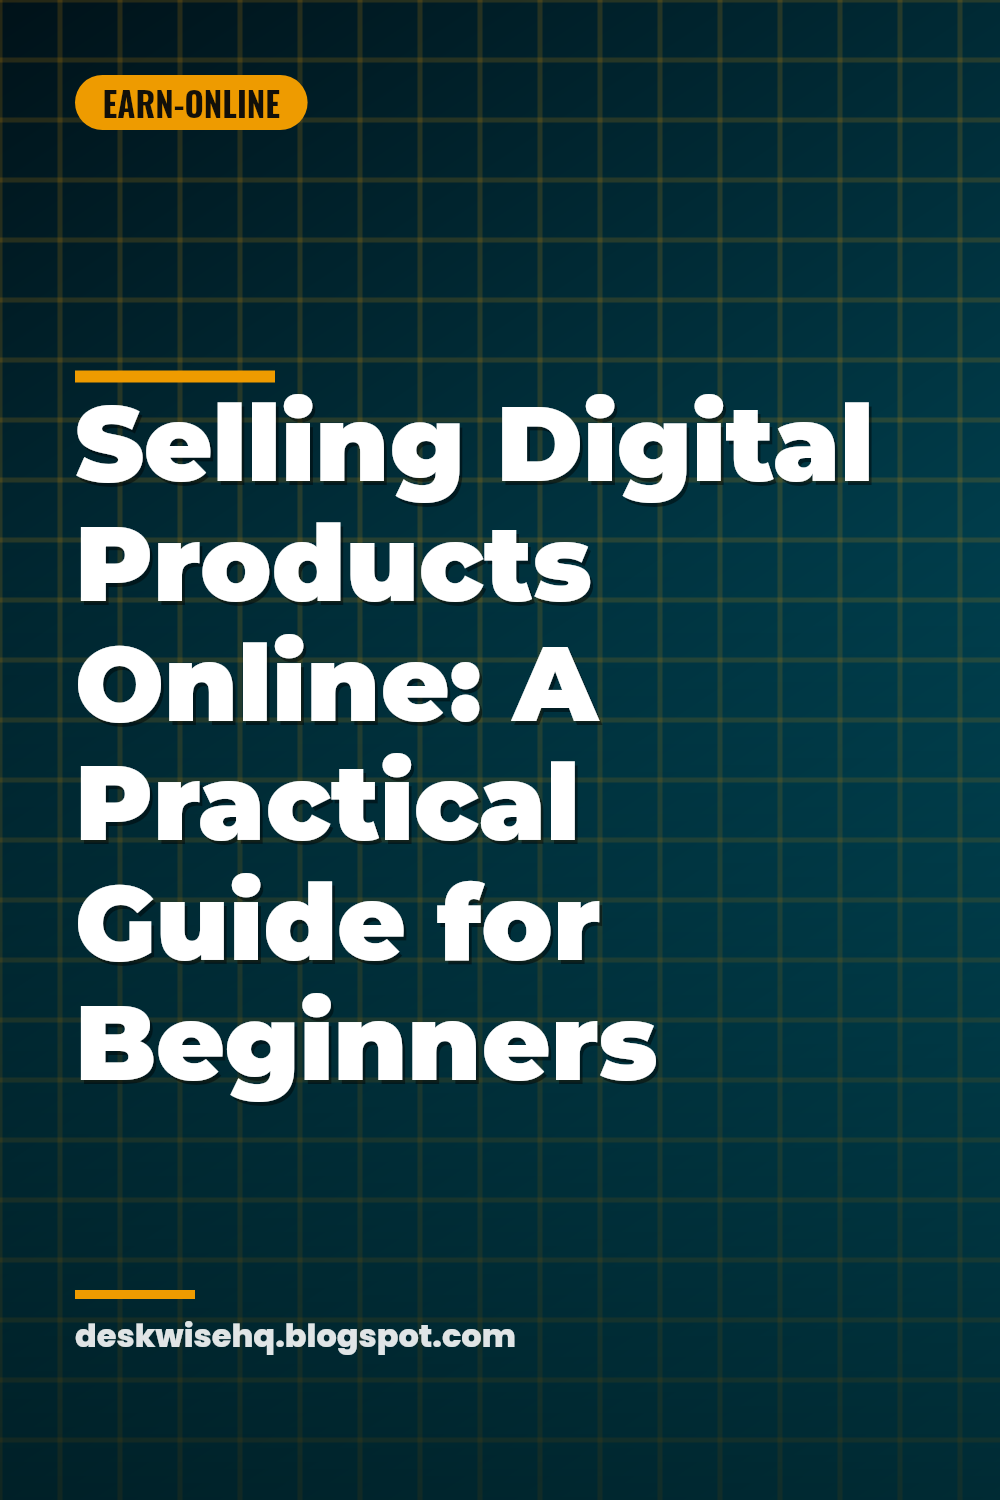 EARN-ONLINE
Selling Digital
Products
Online: A
Practical
Guide for
Beginners
deskwisehq.blogspot.com